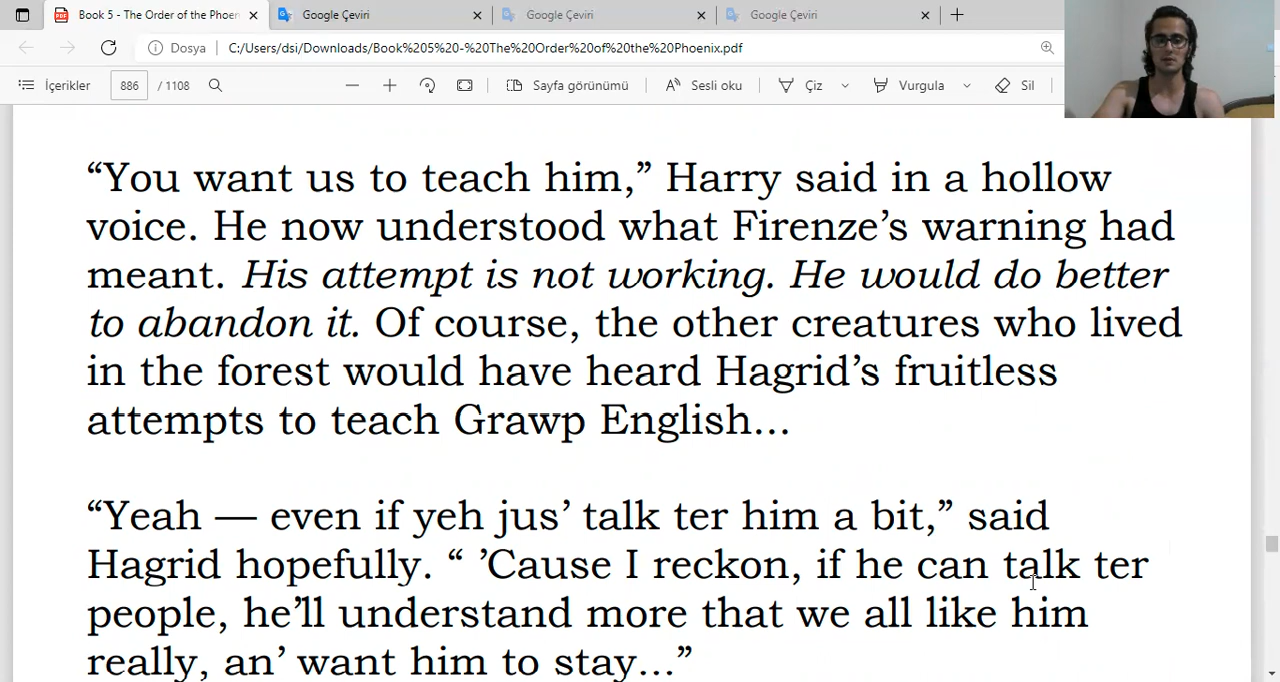 Book 5 - The Order of the Phoen
Google Çeviri
Google Çeviri
Google Çeviri
Dosya
C:/Users/dsi/Downloads/Book%205%20-%20The%20Order%20of%20the%20Phoenix.pdf
İçerikler
886
/ 1108
Sayfa görünümü
Sesli oku
Çiz
Vurgula
Sil
“You want us to teach him,” Harry said in a hollow
voice. He now understood what Firenze’s warning had
meant. His attempt is not working. He would do better
to abandon it. Of course, the other creatures who lived
in the forest would have heard Hagrid’s fruitless
attempts to teach Grawp English…
“Yeah — even if yeh jus’ talk ter him a bit,” said
Hagrid hopefully. “ ’Cause I reckon, if he can talk ter
people, he’ll understand more that we all like him
really, an’ want him to stay…”